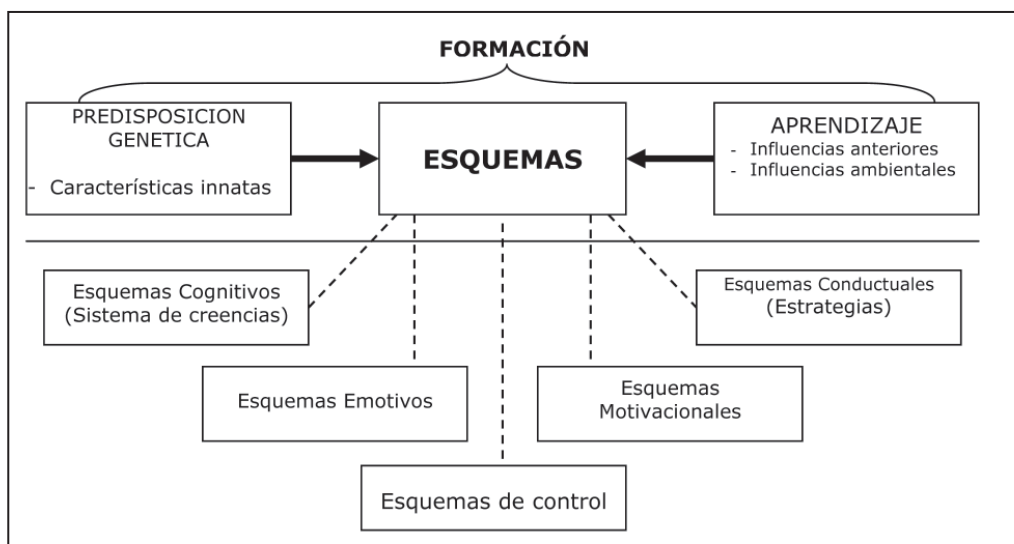 FORMACIÓN
PREDISPOSICION
GENETICA
- Características innatas
ESQUEMAS
APRENDIZAJE
- Influencias anteriores
- Influencias ambientales
Esquemas Cognitivos
(Sistema de creencias)
Esquemas Conductuales
(Estrategias)
Esquemas Emotivos
Esquemas
Motivacionales
Esquemas de control